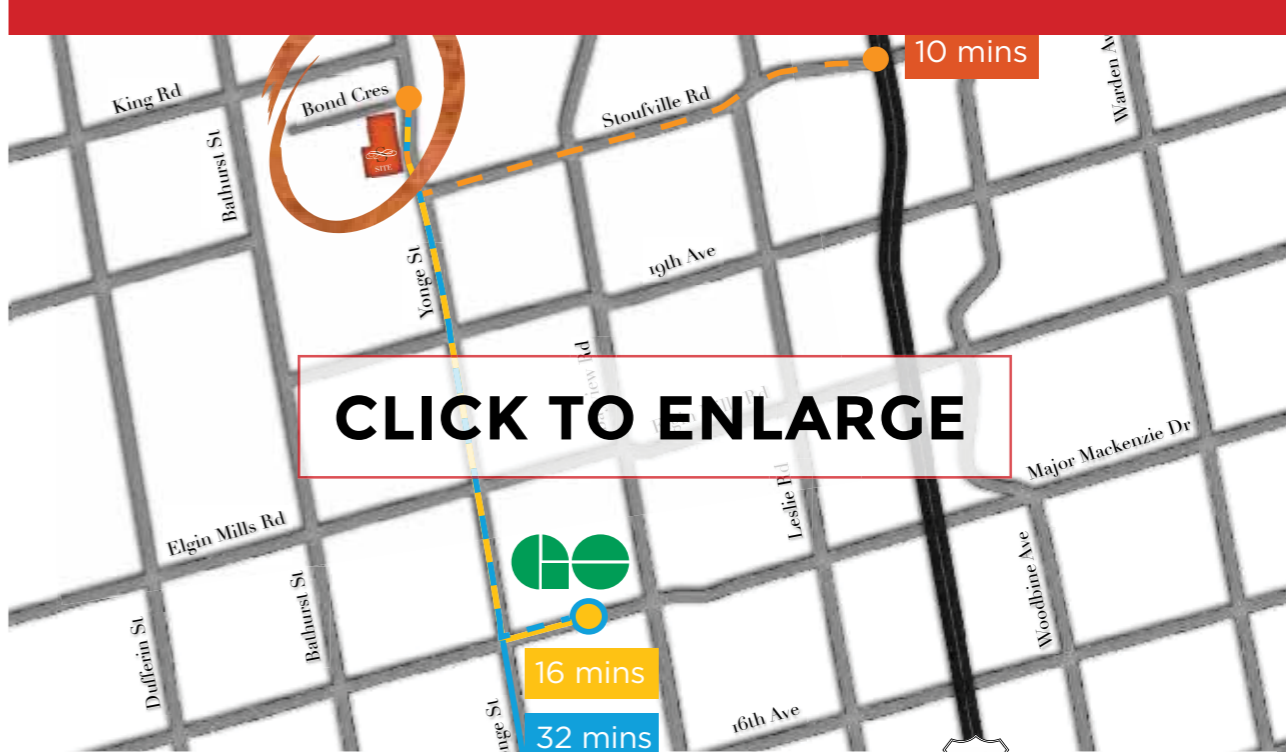 10 mins
Warden Av
King Rd
Bond Cres
Stoufville Rd
Bathurst St
SITE
Yonge St
19th Ave
CLICK TO ENLARGE
Leslie Rd
Major Mackenzie Dr
Elgin Mills Rd
GO
Woodbine Ave
Bathurst St
Dufferin St
16 mins
16th Ave
32 mins